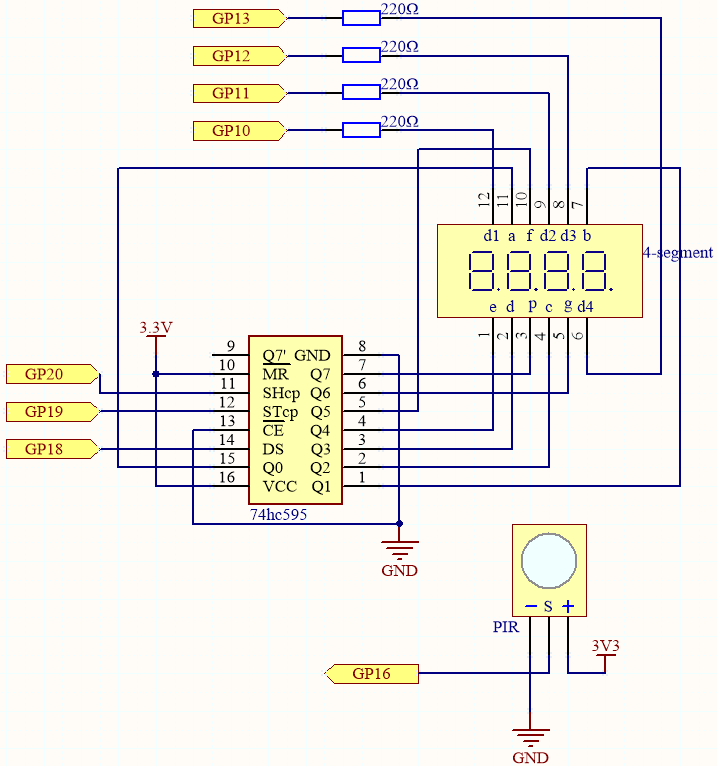 GP13 220Ω
GP12 220Ω
GP11 220Ω
GP10 220Ω
12 11 10 9 8 7
d1 a f d2 d3 b
4-segment
e d p c g d4
1 2 3 4 5 6
3.3V
9 Q7' GND 8
10 MR Q7 7
GP20
11 SHcp Q6 6
12 STcp Q5 5
GP19
13 CE Q4 4
14 DS Q3 3
GP18
15 Q0 Q2 2
16 VCC Q1 1
74hc595
GND
− S +
PIR
3V3
GP16
GND